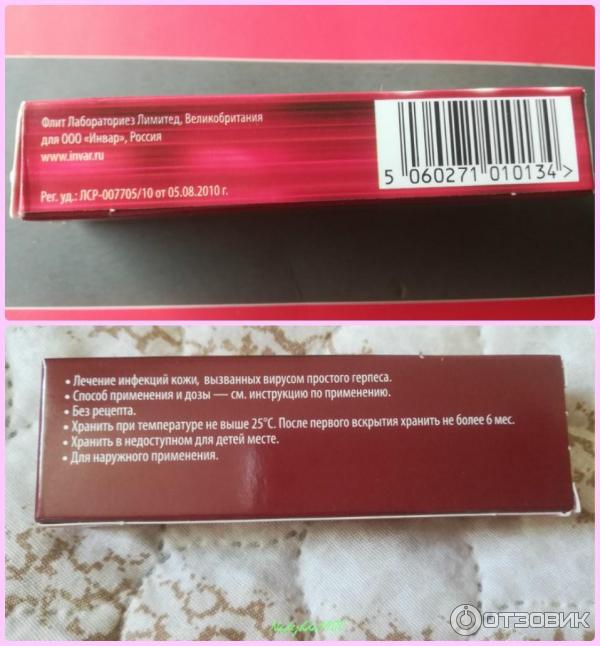 Флит Лабораториез Лимитед, Великобритания
для ООО «Инвар», Россия
www.invar.ru
Рег. уд.: ЛСР-007705/10 от 05.08.2010 г.
5 060271 010134 >
• Лечение инфекций кожи, вызванных вирусом простого герпеса.
• Способ применения и дозы — см. инструкцию по применению.
• Без рецепта.
• Хранить при температуре не выше 25°С. После первого вскрытия хранить не более 6 мес.
• Хранить в недоступном для детей месте.
• Для наружного применения.
ОТЗОВИК